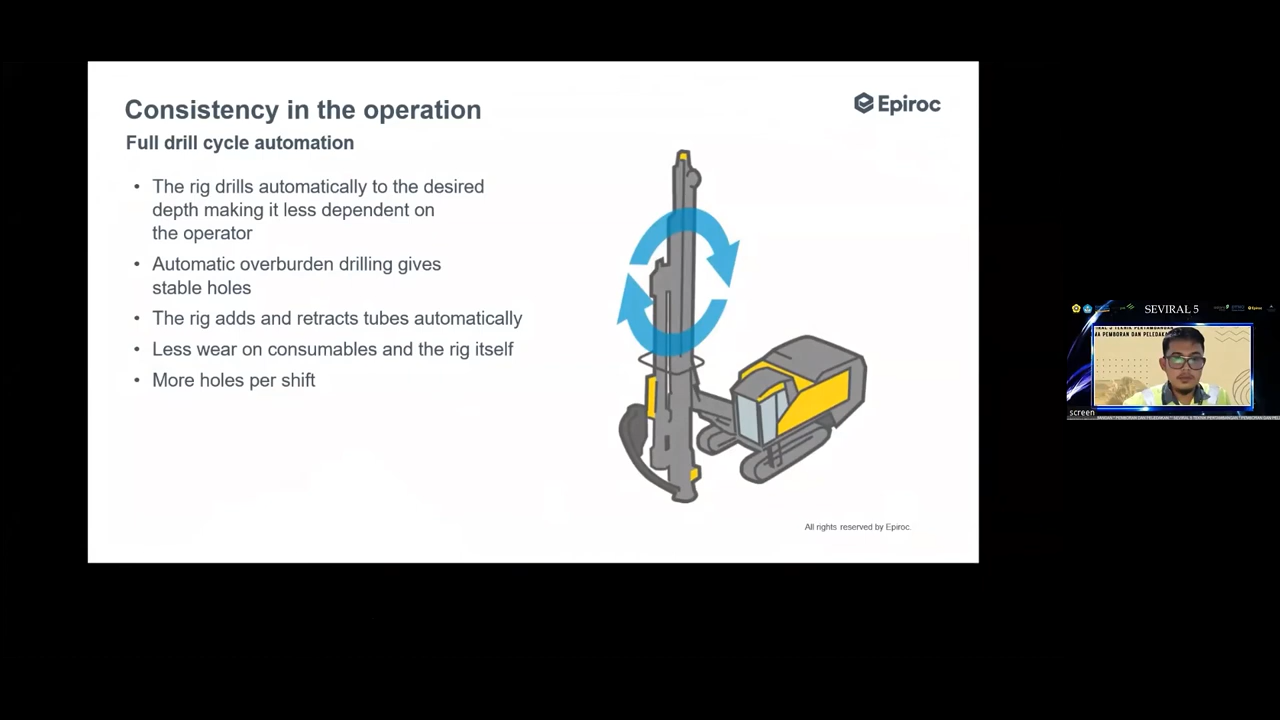 Consistency in the operation
Epiroc
Full drill cycle automation
• The rig drills automatically to the desired
depth making it less dependent on
the operator
• Automatic overburden drilling gives
stable holes
• The rig adds and retracts tubes automatically
• Less wear on consumables and the rig itself
• More holes per shift
All rights reserved by Epiroc.
SEVIRAL 5
screen